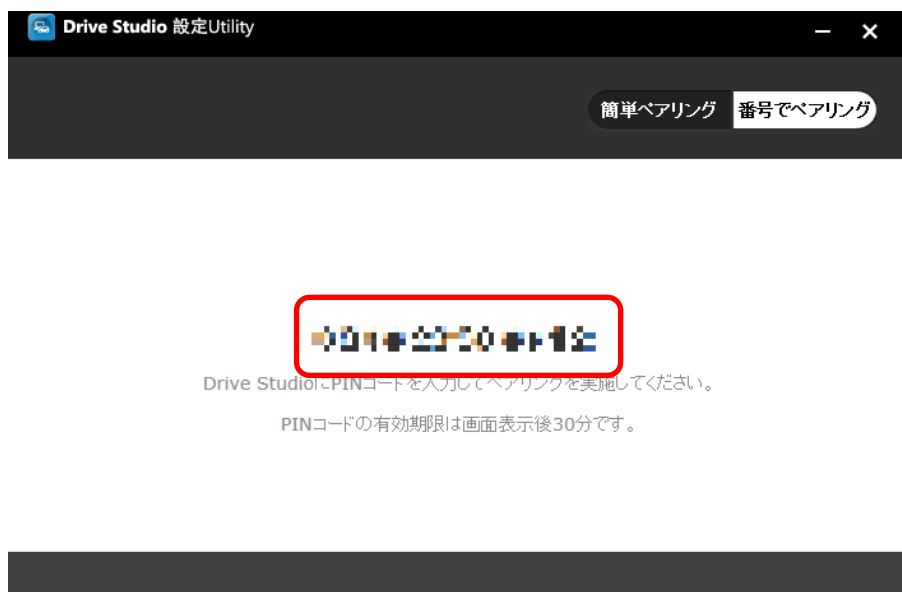 Drive Studio 設定Utility
簡単ペアリング 番号でペアリング
Drive StudioにPINコードを入力してペアリングを実施してください。
PINコードの有効期限は画面表示後30分です。